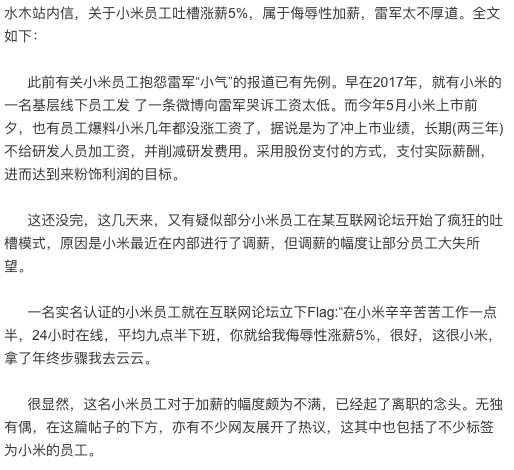 水木站内信，关于小米员工吐槽涨薪5%，属于侮辱性加薪，雷军太不厚道。全文
如下：
此前有关小米员工抱怨雷军“小气”的报道已有先例。早在2017年，就有小米的
一名基层线下员工发 了一条微博向雷军哭诉工资太低。而今年5月小米上市前
夕，也有员工爆料小米几年都没涨工资了，据说是为了冲上市业绩，长期(两三年)
不给研发人员加工资，并削减研发费用。采用股份支付的方式，支付实际薪酬，
进而达到来粉饰利润的目标。
这还没完，这几天来，又有疑似部分小米员工在某互联网论坛开始了疯狂的吐
槽模式，原因是小米最近在内部进行了调薪，但调薪的幅度让部分员工大失所
望。
一名实名认证的小米员工就在互联网论坛立下Flag:“在小米辛辛苦苦工作一点
半，24小时在线，平均九点半下班，你就给我侮辱性涨薪5%，很好，这很小米，
拿了年终步骤我去云云。
很显然，这名小米员工对于加薪的幅度颇为不满，已经起了离职的念头。无独
有偶，在这篇帖子的下方，亦有不少网友展开了热议，这其中也包括了不少标签
为小米的员工。